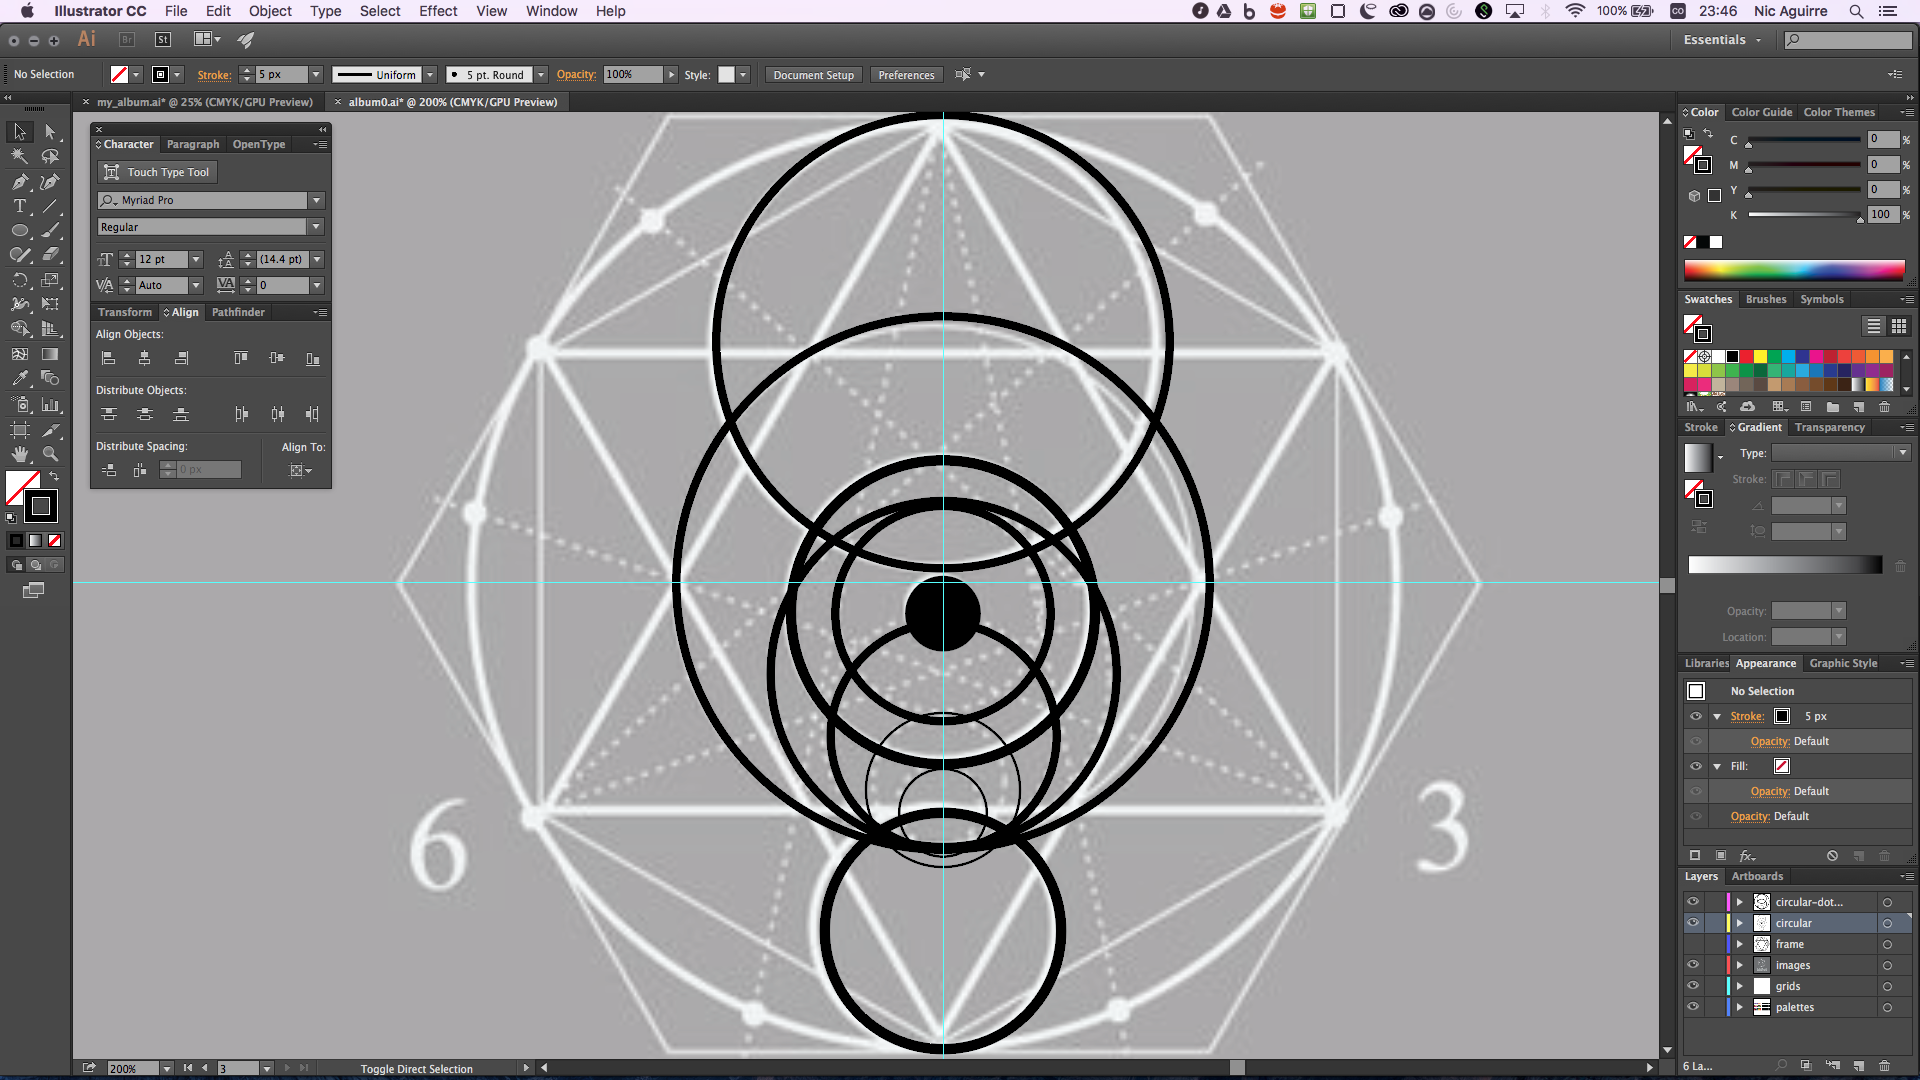 Illustrator CC File Edit Object Type Select Effect View Window Help 100% 23:46 Nic Aguirre
Ai Br St Essentials
No Selection Stroke: 5 px Uniform 5 pt. Round Opacity: 100% Style: Document Setup Preferences
my_album.ai* @ 25% (CMYK/GPU Preview) album0.ai* @ 200% (CMYK/GPU Preview)
Character Paragraph OpenType
Touch Type Tool
Myriad Pro
Regular
12 pt (14.4 pt)
Auto 0
Transform Align Pathfinder
Align Objects:
Distribute Objects:
Distribute Spacing: Align To:
0 px
6
3
Color Color Guide Color Themes
C 0 %
M 0 %
Y 0 %
K 100 %
Swatches Brushes Symbols
Stroke Gradient Transparency
Type:
Stroke:
Opacity:
Location:
Libraries Appearance Graphic Style
No Selection
Stroke: 5 px
Opacity: Default
Fill:
Opacity: Default
Opacity: Default
fx
Layers Artboards
circular-dot...
circular
frame
images
grids
palettes
6 La...
200% 3 Toggle Direct Selection